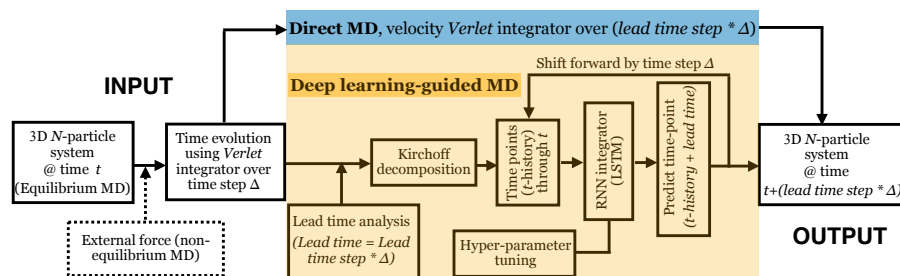 Direct MD, velocity Verlet integrator over (lead time step * Δ)
INPUT
Shift forward by time step Δ
Deep learning-guided MD
3D N-particle
system
@ time t
(Equilibrium MD)
Time evolution
using Verlet
integrator over
time step Δ
Kirchoff
decomposition
Time points
(t-history)
through t
RNN integrator
(LSTM)
Predict time-point
(t-history + lead time)
3D N-particle
system
@ time
t+(lead time step * Δ)
External force (non-
equilibrium MD)
Lead time analysis
(Lead time = Lead
time step * Δ)
Hyper-parameter
tuning
OUTPUT